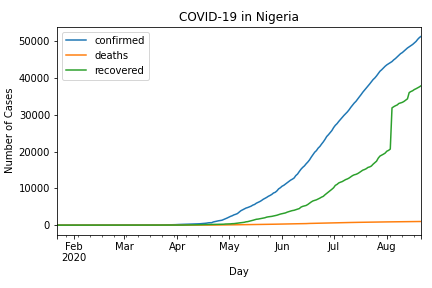 COVID-19 in Nigeria
confirmed
deaths
recovered
Number of Cases
50000
40000
30000
20000
10000
0
Feb Mar Apr May Jun Jul Aug
2020
Day